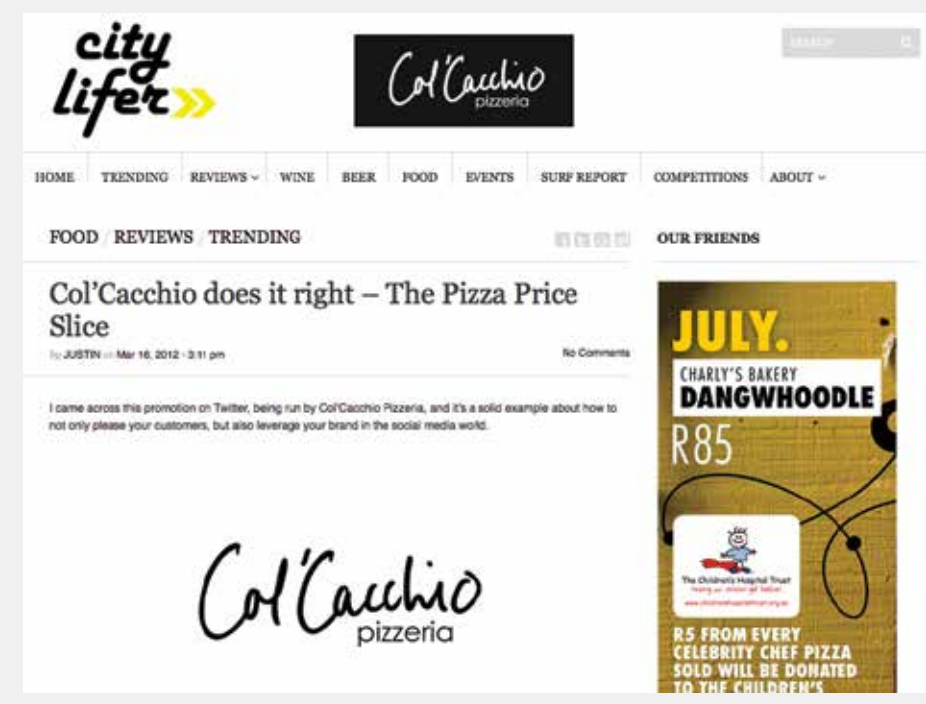 city
lifer
Col'Cacchio
pizzeria
SEARCH
HOME TRENDING REVIEWS WINE BEER FOOD EVENTS SURF REPORT COMPETITIONS ABOUT
FOOD / REVIEWS / TRENDING
OUR FRIENDS
Col'Cacchio does it right – The Pizza Price
Slice
by JUSTIN on Mar 16, 2012 · 3:11 pm
No Comments
I came across this promotion on Twitter, being run by Col'Cacchio Pizzeria, and it's a solid example about how to
not only please your customers, but also leverage your brand in the social media world.
Col'Cacchio
pizzeria
JULY.
CHARLY'S BAKERY
DANGWHOODLE
R85
The Children's Hospital Trust
www.childrenshospitaltrust.org.za
R5 FROM EVERY
CELEBRITY CHEF PIZZA
SOLD WILL BE DONATED
TO THE CHILDREN'S